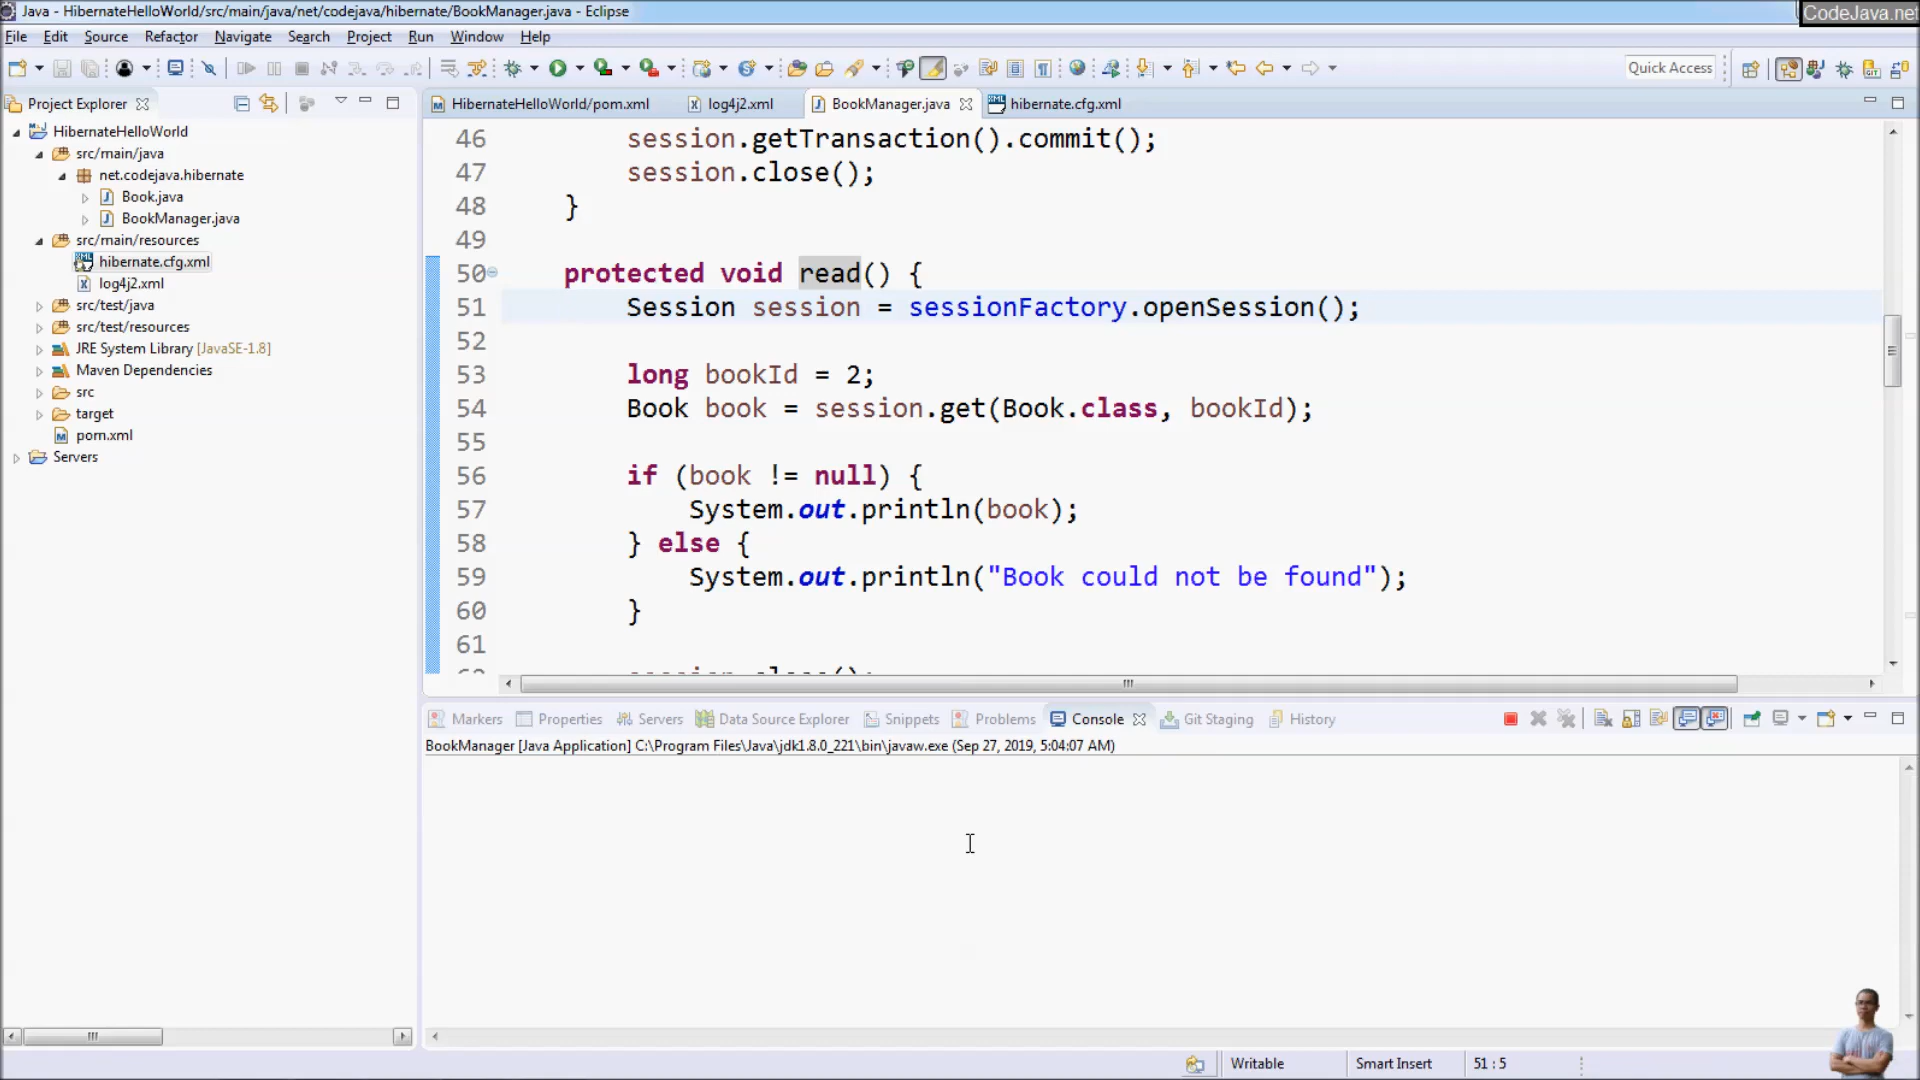 Java - HibernateHelloWorld/src/main/java/net/codejava/hibernate/BookManager.java - Eclipse
CodeJava.net
File Edit Source Refactor Navigate Search Project Run Window Help
Quick Access
Project Explorer
HibernateHelloWorld/pom.xml log4j2.xml BookManager.java hibernate.cfg.xml
HibernateHelloWorld
src/main/java
net.codejava.hibernate
Book.java
BookManager.java
src/main/resources
hibernate.cfg.xml
log4j2.xml
src/test/java
src/test/resources
JRE System Library [JavaSE-1.8]
Maven Dependencies
src
target
pom.xml
Servers
46 session.getTransaction().commit();
47 session.close();
48 }
49
50 protected void read() {
51 Session session = sessionFactory.openSession();
52
53 long bookId = 2;
54 Book book = session.get(Book.class, bookId);
55
56 if (book != null) {
57 System.out.println(book);
58 } else {
59 System.out.println("Book could not be found");
60 }
61
Markers Properties Servers Data Source Explorer Snippets Problems Console Git Staging History
BookManager [Java Application] C:\Program Files\Java\jdk1.8.0_221\bin\javaw.exe (Sep 27, 2019, 5:04:07 AM)
Writable Smart Insert 51 : 5